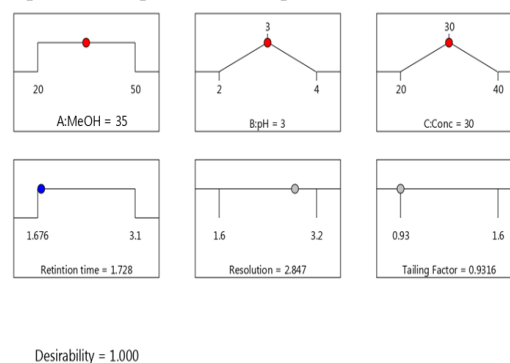 3
30
20
50
2
4
20
40
A:MeOH = 35
B:pH = 3
C:Conc = 30
1.676
3.1
1.6
3.2
0.93
1.6
Retintion time = 1.728
Resolution = 2.847
Tailing Factor = 0.9316
Desirability = 1.000